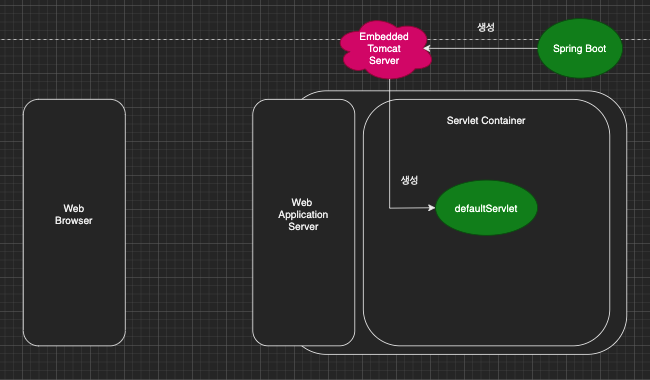 생성
Embedded
Tomcat
Server
Spring Boot
Servlet Container
생성
Web
Browser
Web
Application
Server
defaultServlet